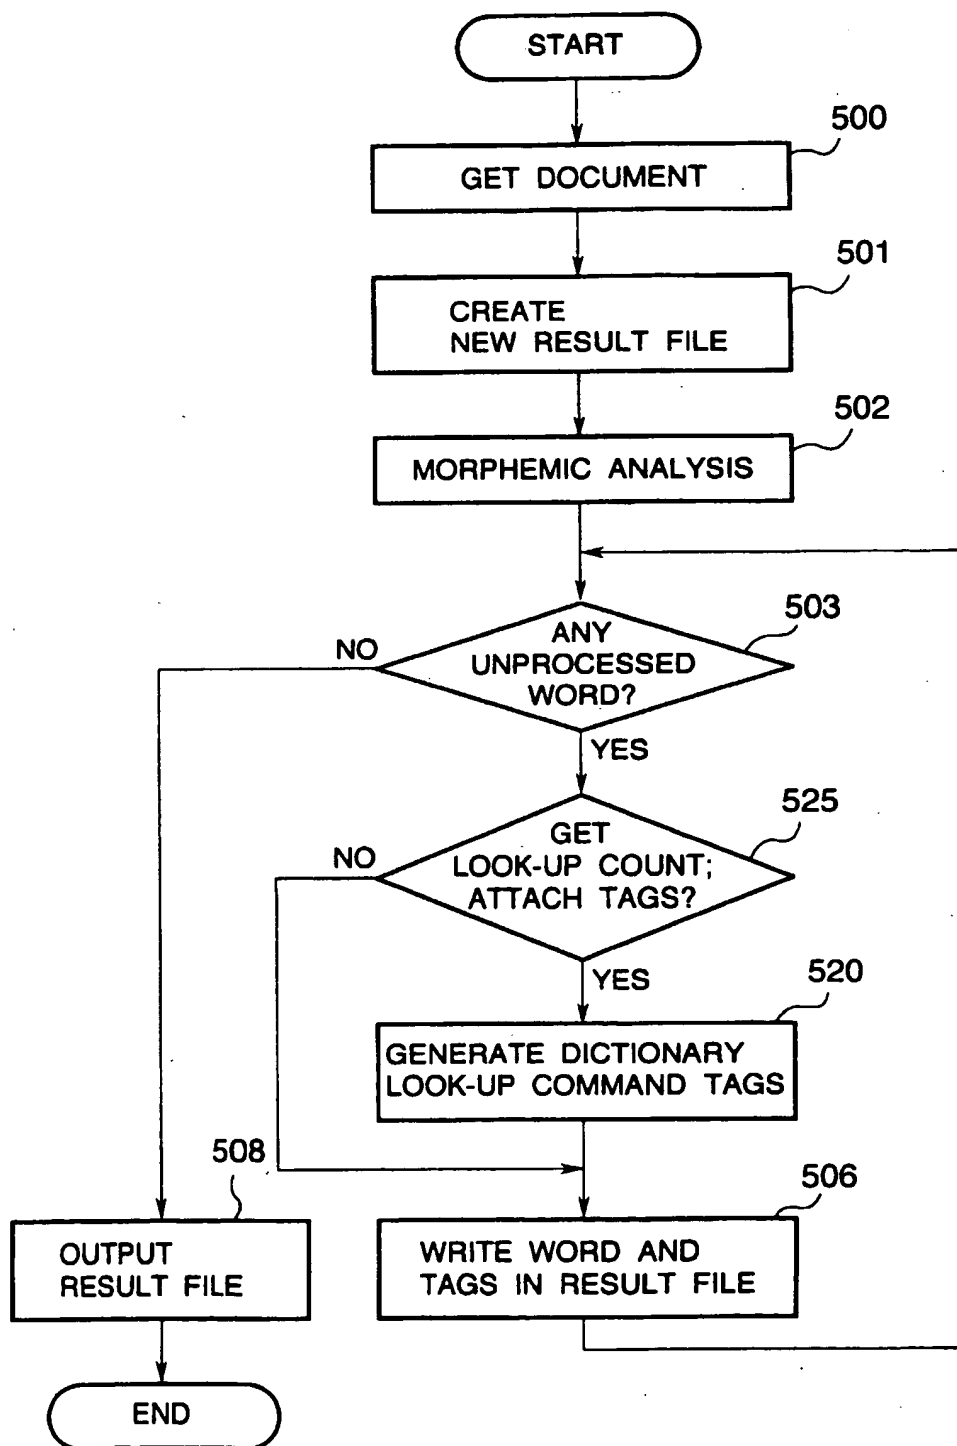 START
500
GET DOCUMENT
501
CREATE
NEW RESULT FILE
502
MORPHEMIC ANALYSIS
503
NO
ANY
UNPROCESSED
WORD?
YES
525
NO
GET
LOOK-UP COUNT;
ATTACH TAGS?
YES
520
GENERATE DICTIONARY
LOOK-UP COMMAND TAGS
508
506
OUTPUT
RESULT FILE
WRITE WORD AND
TAGS IN RESULT FILE
END